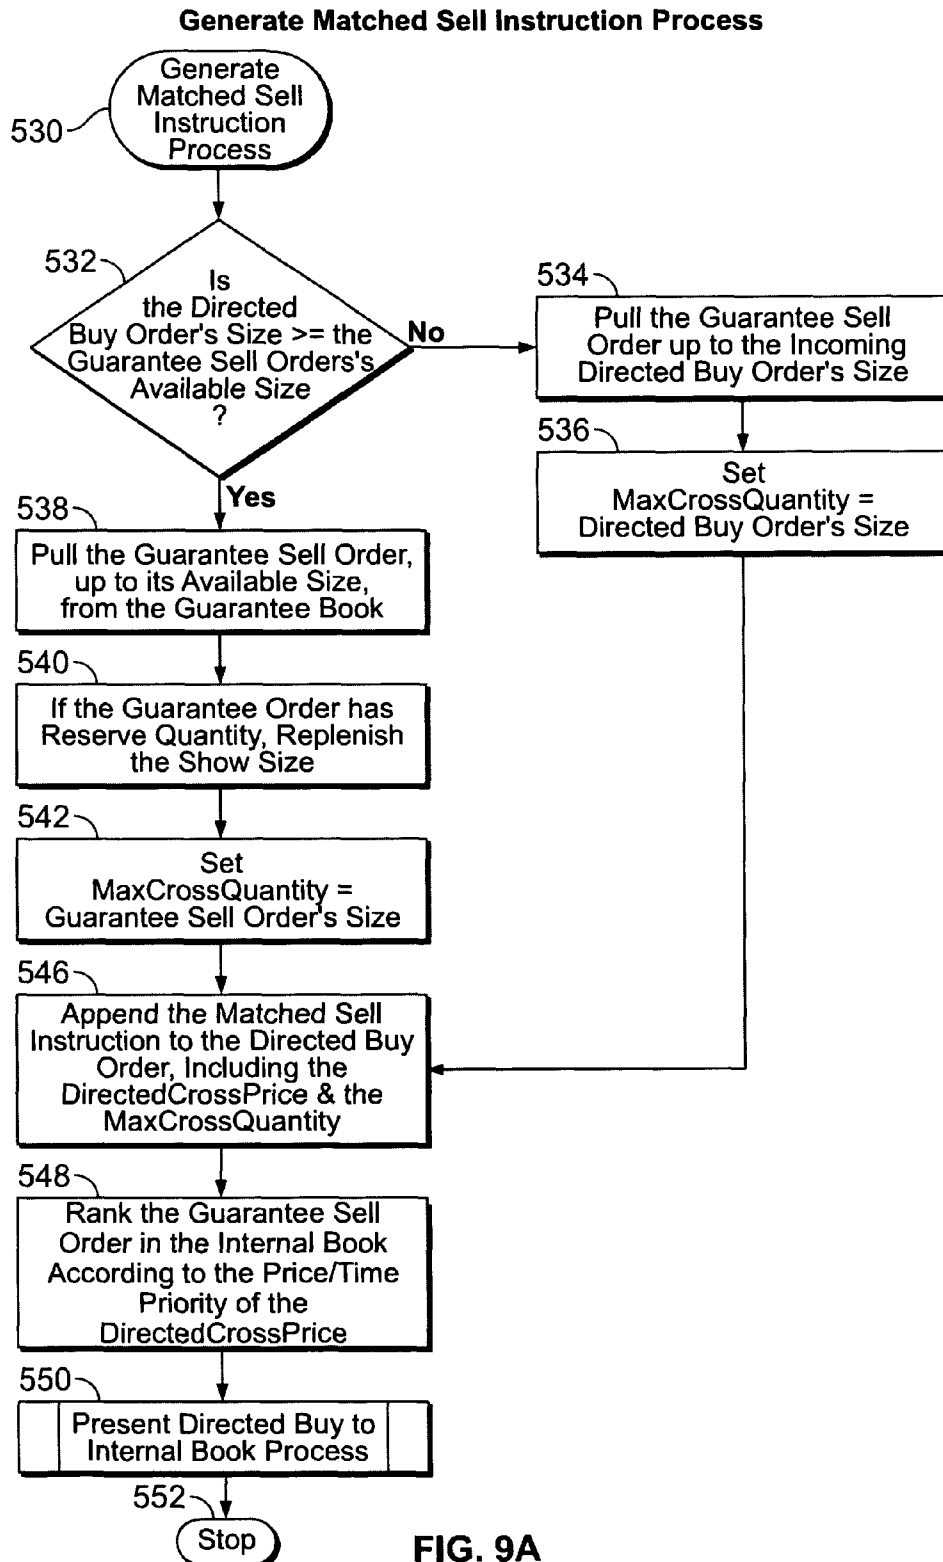 Generate Matched Sell Instruction Process
Generate
Matched Sell
Instruction
Process
530
532
Is
the Directed
Buy Order's Size >= the
Guarantee Sell Orders's
Available Size
?
No
534
Pull the Guarantee Sell
Order up to the Incoming
Directed Buy Order's Size
536
Set
MaxCrossQuantity =
Directed Buy Order's Size
Yes
538
Pull the Guarantee Sell Order,
up to its Available Size,
from the Guarantee Book
540
If the Guarantee Order has
Reserve Quantity, Replenish
the Show Size
542
Set
MaxCrossQuantity =
Guarantee Sell Order's Size
546
Append the Matched Sell
Instruction to the Directed Buy
Order, Including the
DirectedCrossPrice & the
MaxCrossQuantity
548
Rank the Guarantee Sell
Order in the Internal Book
According to the Price/Time
Priority of the
DirectedCrossPrice
550
Present Directed Buy to
Internal Book Process
552
Stop
FIG. 9A